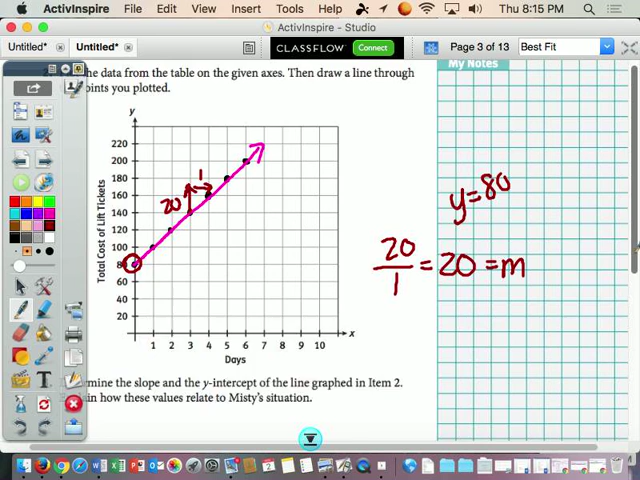 ActivInspire File Edit View Insert Tools Help Thu 8:15 PM
ActivInspire - Studio
Untitled* Untitled* CLASSFLOW Connect Page 3 of 13 Best Fit
My Notes
the data from the table on the given axes. Then draw a line through
oints you plotted.
y
220
200
180
160
140
120
100
8
60
40
20
Total Cost of Lift Tickets
1 2 3 4 5 6 7 8 9 10 x
Days
20 1
y=80
20/1 = 20 = m
ermine the slope and the y-intercept of the line graphed in Item 2.
in how these values relate to Misty's situation.